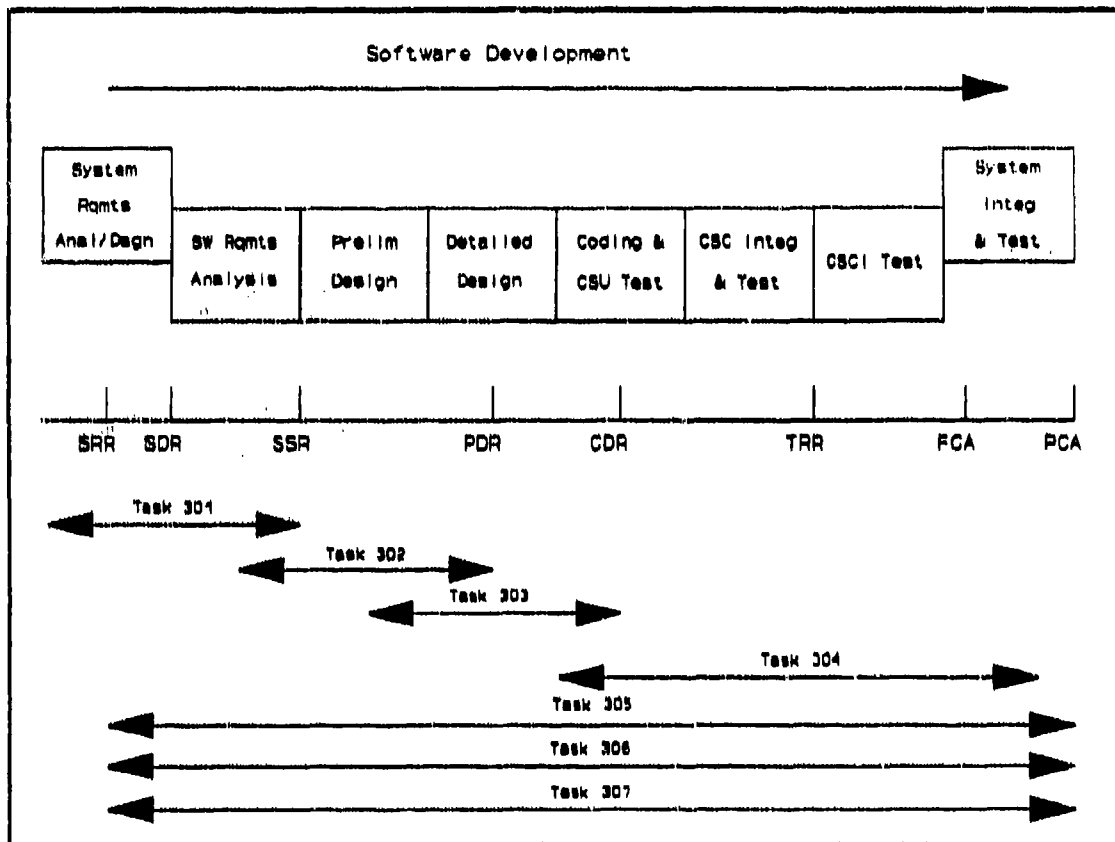 Software Development
System
Rqmts
Anal/Dsgn
SW Rqmts
Analysis
Prelim
Design
Detailed
Design
Coding &
CSU Test
CSC Integ
& Test
CSCI Test
System
Integ
& Test
SRR SDR SSR PDR CDR TRR FCA PCA
Task 301
Task 302
Task 303
Task 304
Task 305
Task 306
Task 307